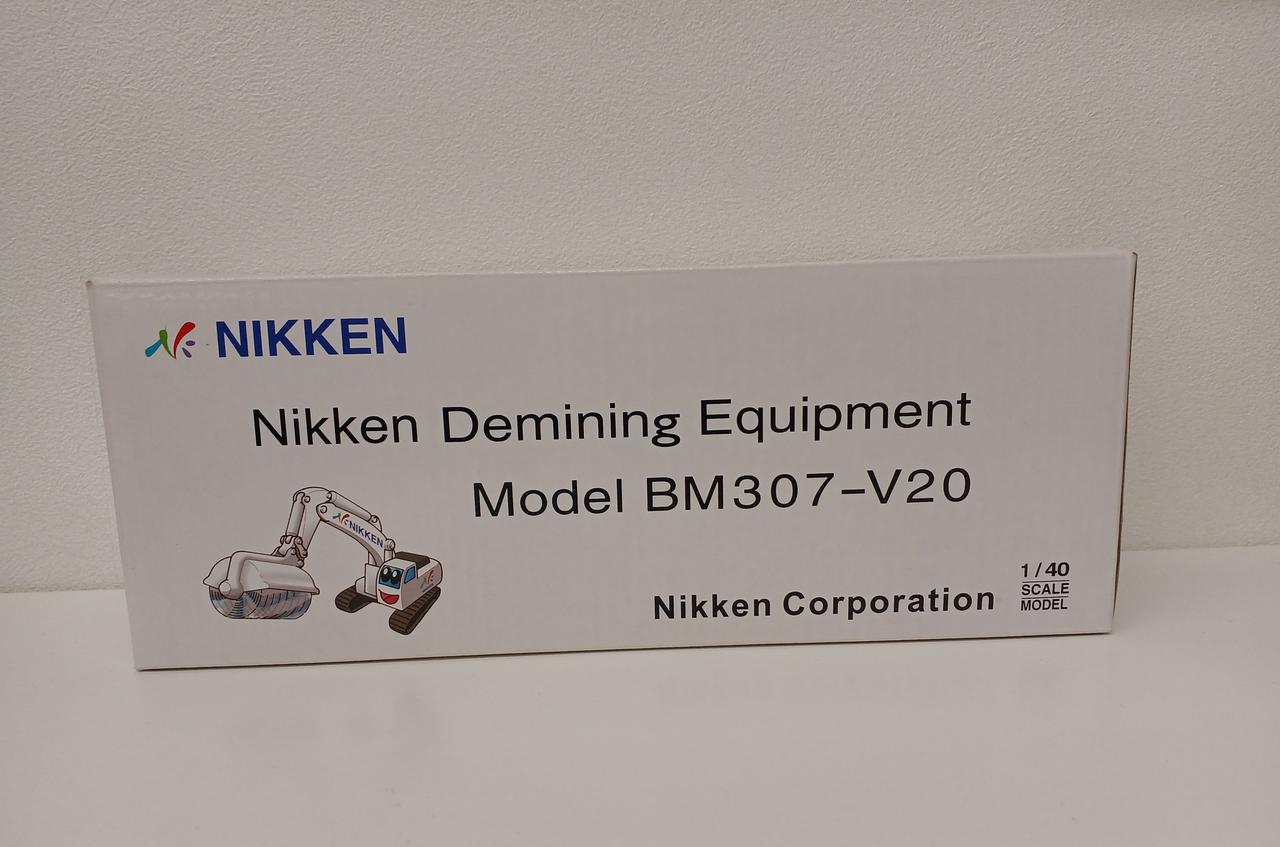 NIKKEN
Nikken Demining Equipment
Model BM307-V20
NIKKEN
Nikken Corporation
1/40
SCALE
MODEL